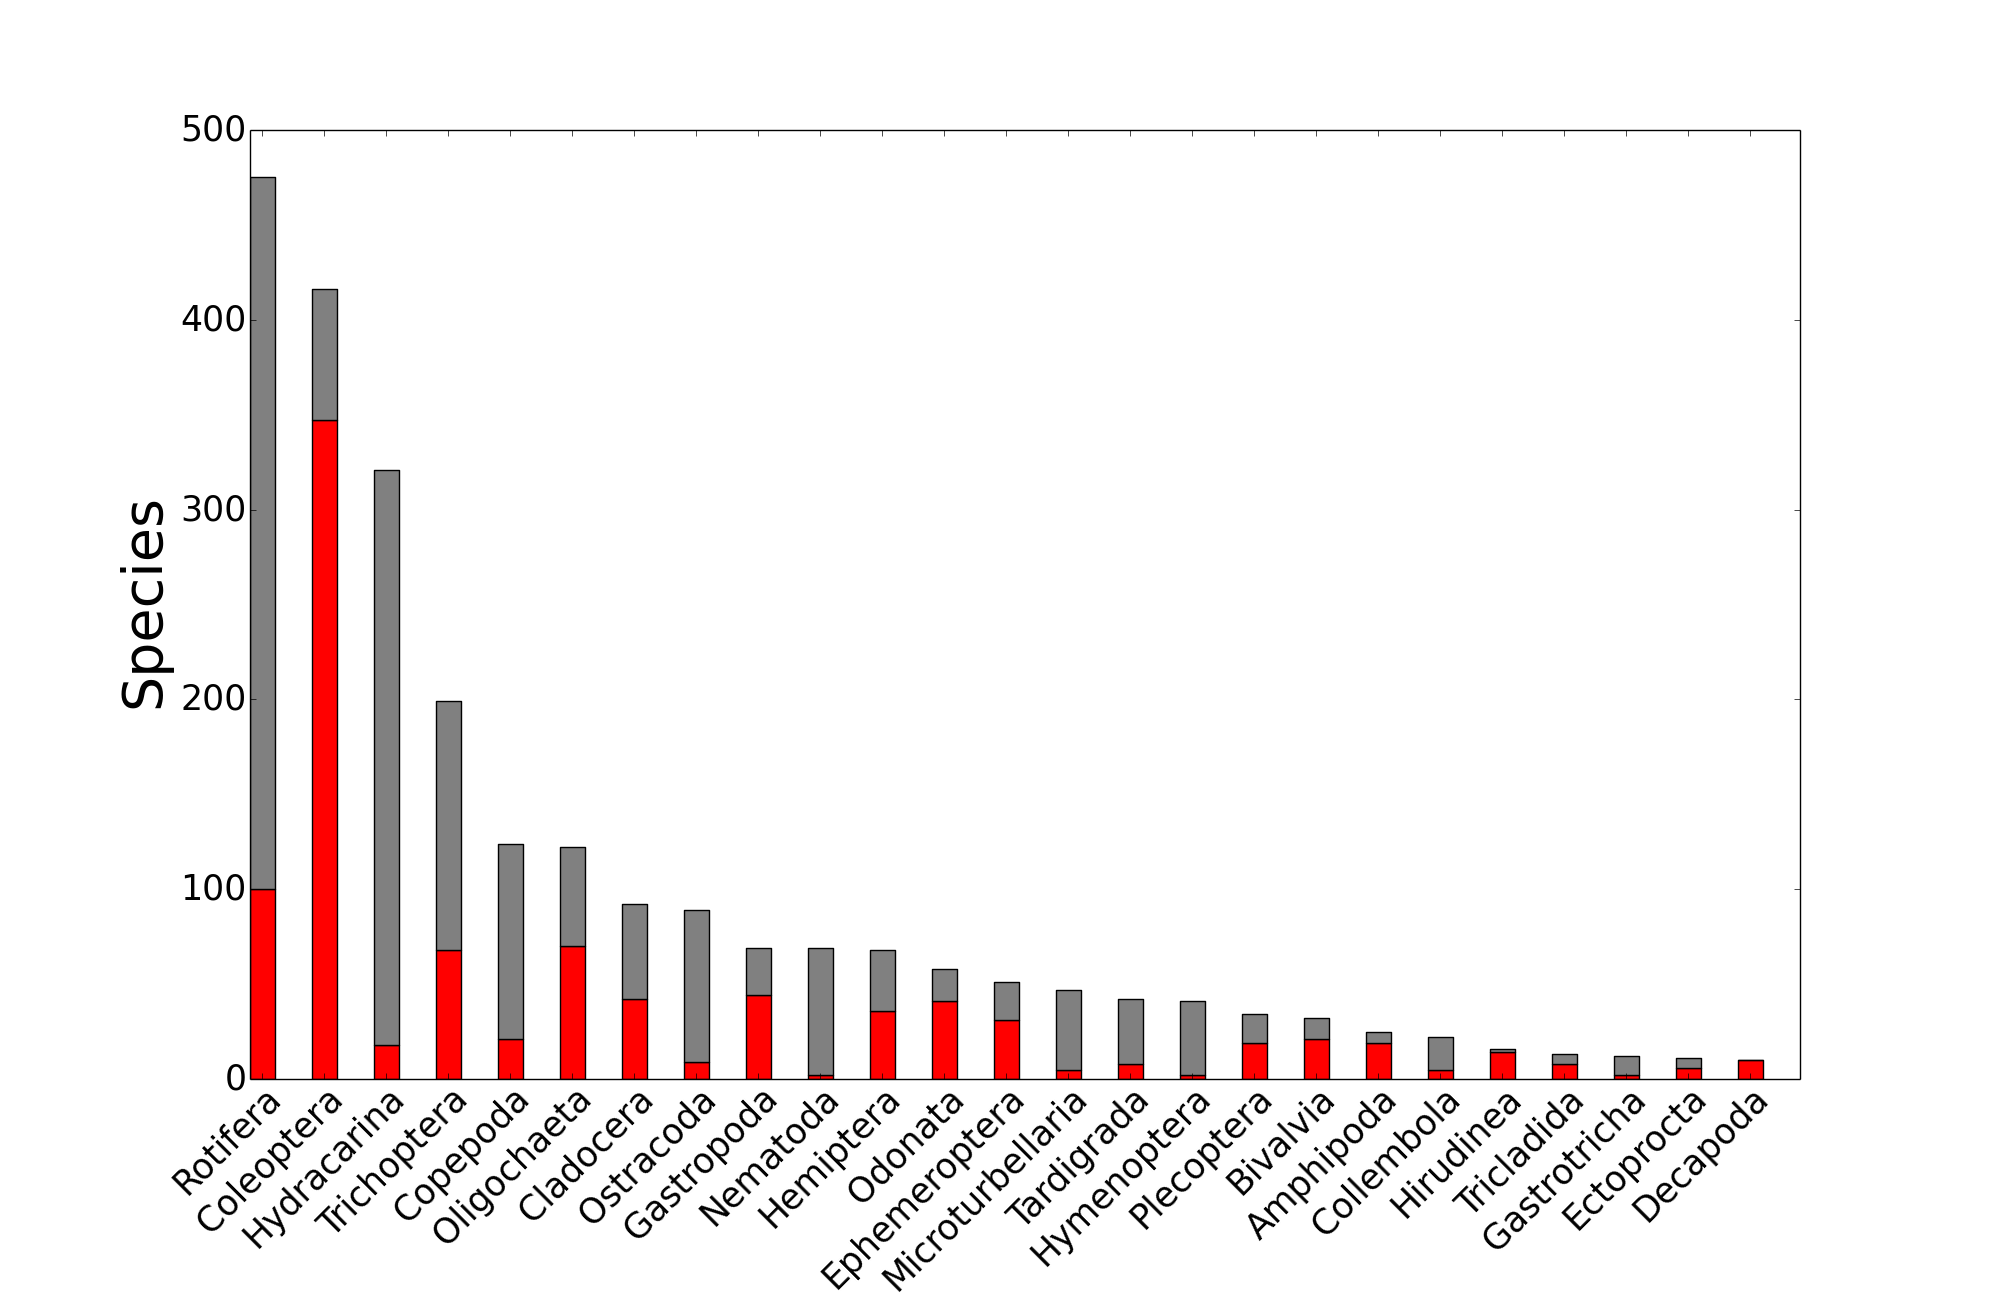 Species
500
400
300
200
100
0
Rotifera
Coleoptera
Hydracarina
Trichoptera
Copepoda
Oligochaeta
Cladocera
Ostracoda
Gastropoda
Nematoda
Hemiptera
Odonata
Ephemeroptera
Microturbellaria
Tardigrada
Hymenoptera
Plecoptera
Bivalvia
Amphipoda
Collembola
Hirudinea
Tricladida
Gastrotricha
Ectoprocta
Decapoda